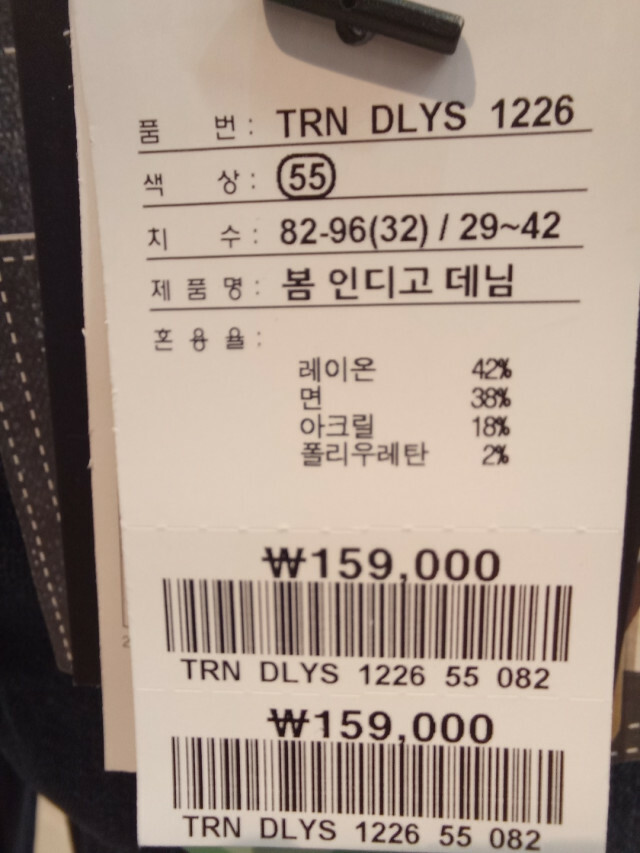 품 번 : TRN DLYS 1226
색 상 : 55
치 수 : 82-96(32) / 29~42
제 품 명 : 봄 인디고 데님
혼 용 율 :
레이온 42%
면 38%
아크릴 18%
폴리우레탄 2%
₩159,000
TRN DLYS 1226 55 082
₩159,000
TRN DLYS 1226 55 082